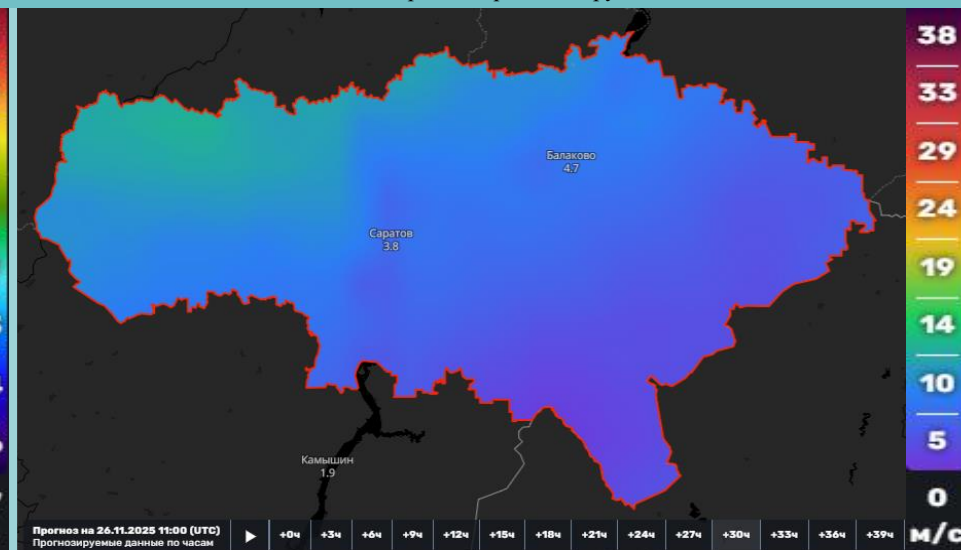 38
33
29
24
19
14
10
5
0
М/С
Балаково
4.7
Саратов
3.8
Камышин
1.9
Прогноз на 26.11.2025 11:00 (UTC)
Прогнозируемые данные по часам
+0ч +3ч +6ч +9ч +12ч +15ч +18ч +21ч +24ч +27ч +30ч +33ч +36ч +39ч